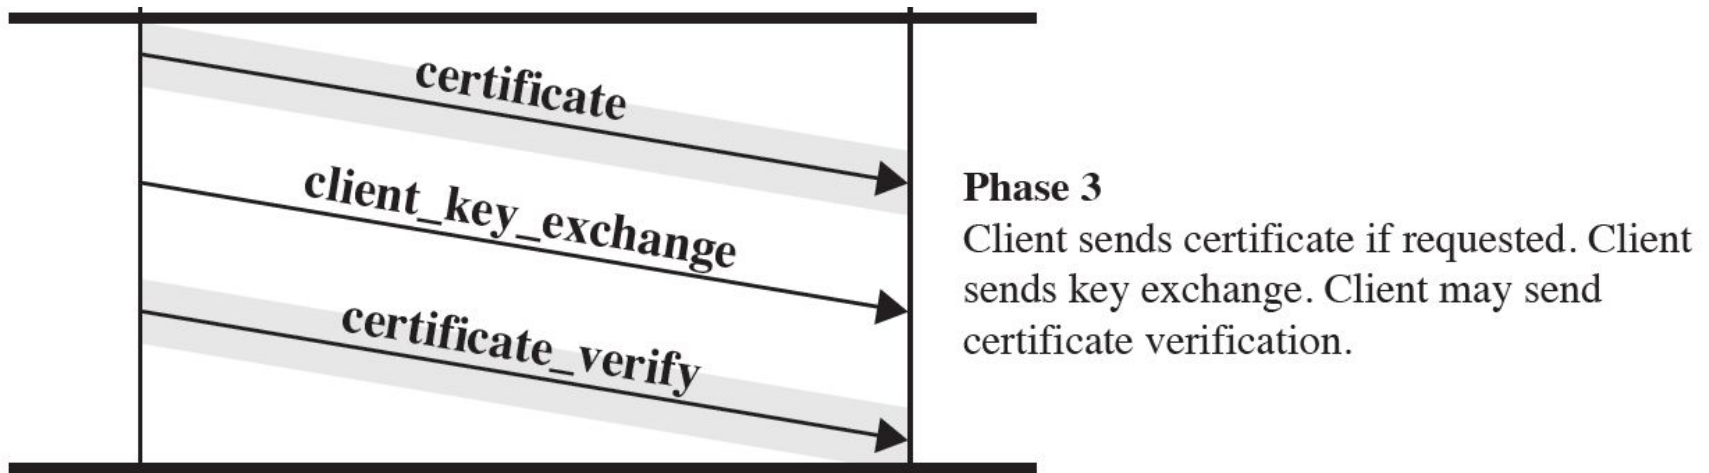 certificate
client_key_exchange
certificate_verify
Phase 3
Client sends certificate if requested. Client
sends key exchange. Client may send
certificate verification.